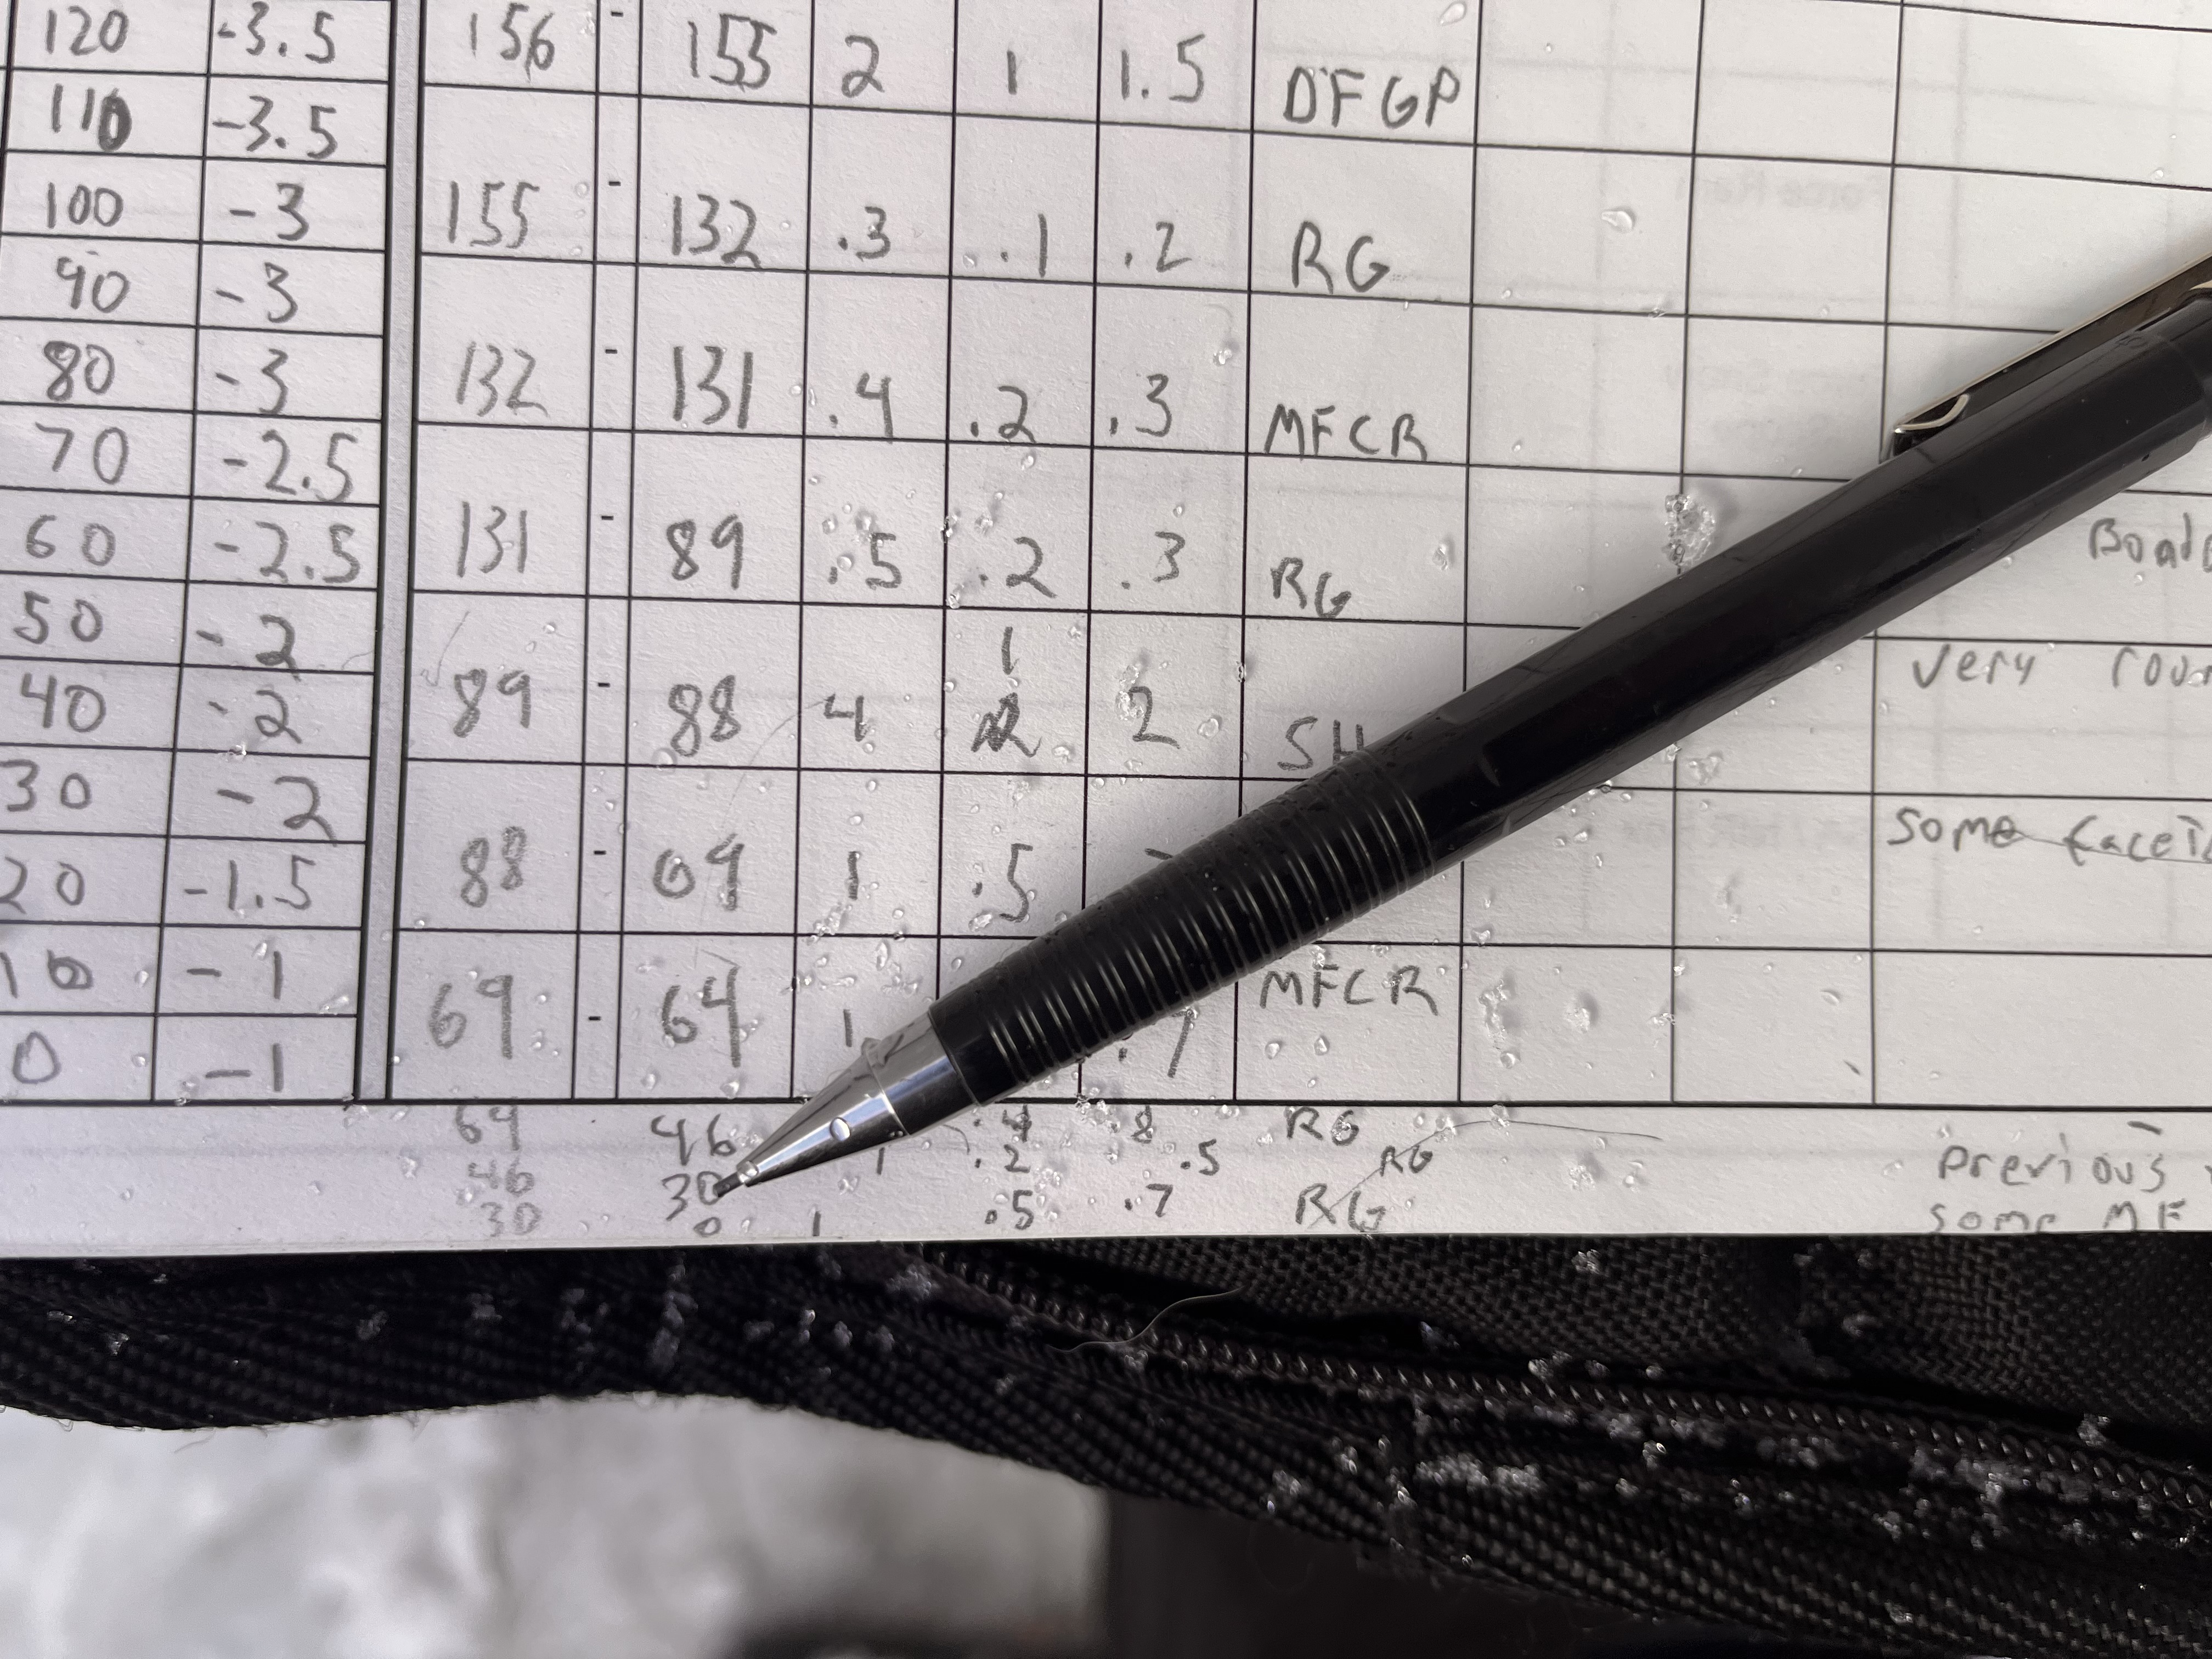 120 -3.5
110 -3.5
100 -3
90 -3
80 -3
70 -2.5
60 -2.5
50 -2
40 -2
30 -2
20 -1.5
10 -1
0 -1
156 - 155 2 1 1.5 DFGP
155 - 132 .3 .1 .2 RG
132 - 131 .4 .2 .3 MFCR
131 - 89 .5 .2 .3 RG
89 - 88 4 1 2 SH Very
88 - 69 1 .5 Some
69 - 64 1 .7 MFCR
64 46 1 .4 .8 RG
46 30 .2 .5 RG Previous
30 0 1 .5 .7 RG Some MF